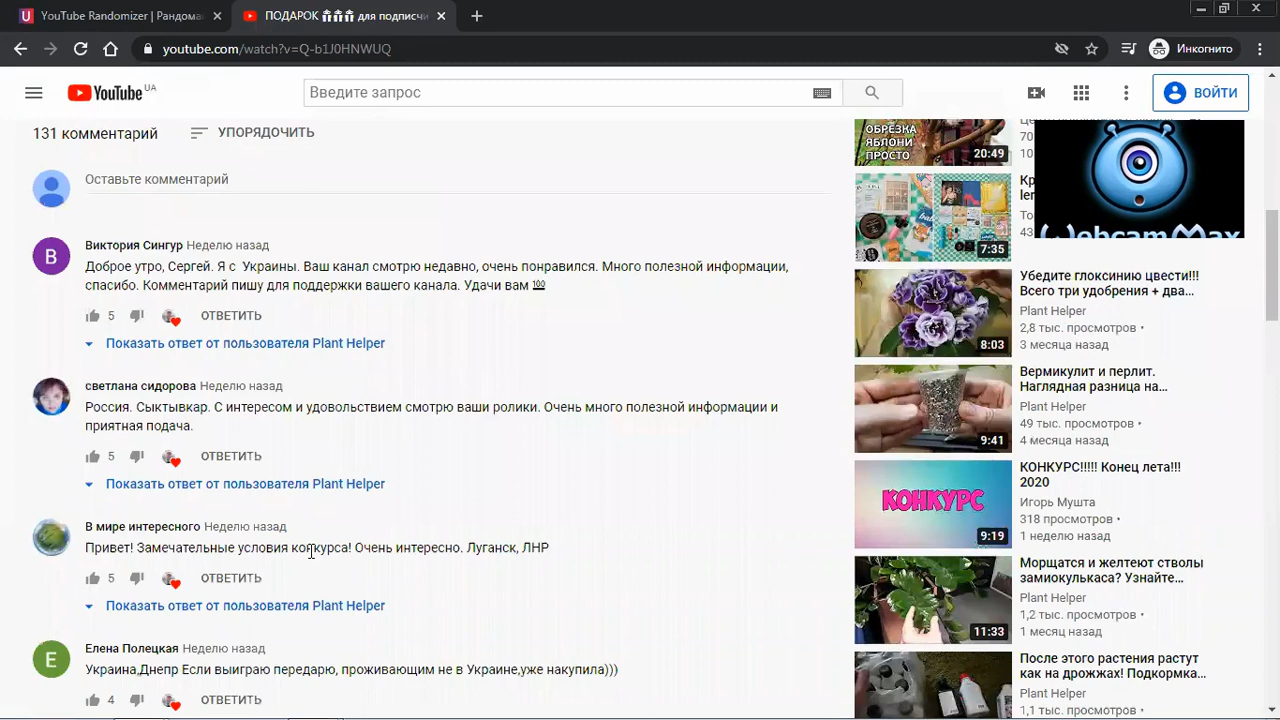 YouTube Randomizer | Рандома
ПОДАРОК для подписчи
youtube.com/watch?v=Q-b1J0HNWUQ
Инкогнито
YouTube UA
Введите запрос
ВОЙТИ
131 комментарий
УПОРЯДОЧИТЬ
Оставьте комментарий
Виктория Сингур Неделю назад
Доброе утро, Сергей. Я с Украины. Ваш канал смотрю недавно, очень понравился. Много полезной информации,
спасибо. Комментарий пишу для поддержки вашего канала. Удачи вам 💯
5 ОТВЕТИТЬ
Показать ответ от пользователя Plant Helper
светлана сидорова Неделю назад
Россия. Сыктывкар. С интересом и удовольствием смотрю ваши ролики. Очень много полезной информации и
приятная подача.
5 ОТВЕТИТЬ
Показать ответ от пользователя Plant Helper
В мире интересного Неделю назад
Привет! Замечательные условия конкурса! Очень интересно. Луганск, ЛНР
5 ОТВЕТИТЬ
Показать ответ от пользователя Plant Helper
Елена Полецкая Неделю назад
Украина,Днепр Если выиграю передарю, проживающим не в Украине,уже накупила)))
4 ОТВЕТИТЬ
ОБРЕЗКА
ЯБЛОНИ
ПРОСТО
20:49
WebcamMax
7:35
8:03
Убедите глоксинию цвести!!!
Всего три удобрения + два...
Plant Helper
2,8 тыс. просмотров •
3 месяца назад
9:41
Вермикулит и перлит.
Наглядная разница на...
Plant Helper
49 тыс. просмотров •
4 месяца назад
КОНКУРС
9:19
КОНКУРС!!!!! Конец лета!!!
2020
Игорь Мушта
318 просмотров •
1 неделю назад
11:33
Морщатся и желтеют стволы
замиокулькаса? Узнайте...
Plant Helper
1,2 тыс. просмотров •
1 месяц назад
После этого растения растут
как на дрожжах! Подкормка...
Plant Helper
1,1 тыс. просмотров •